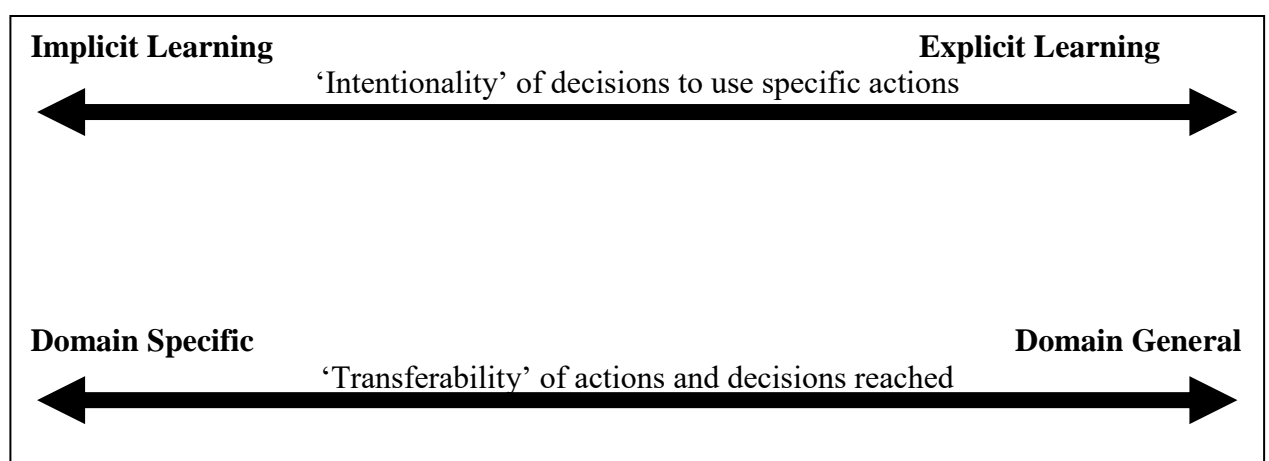 Implicit Learning Explicit Learning
‘Intentionality’ of decisions to use specific actions
Domain Specific Domain General
‘Transferability’ of actions and decisions reached